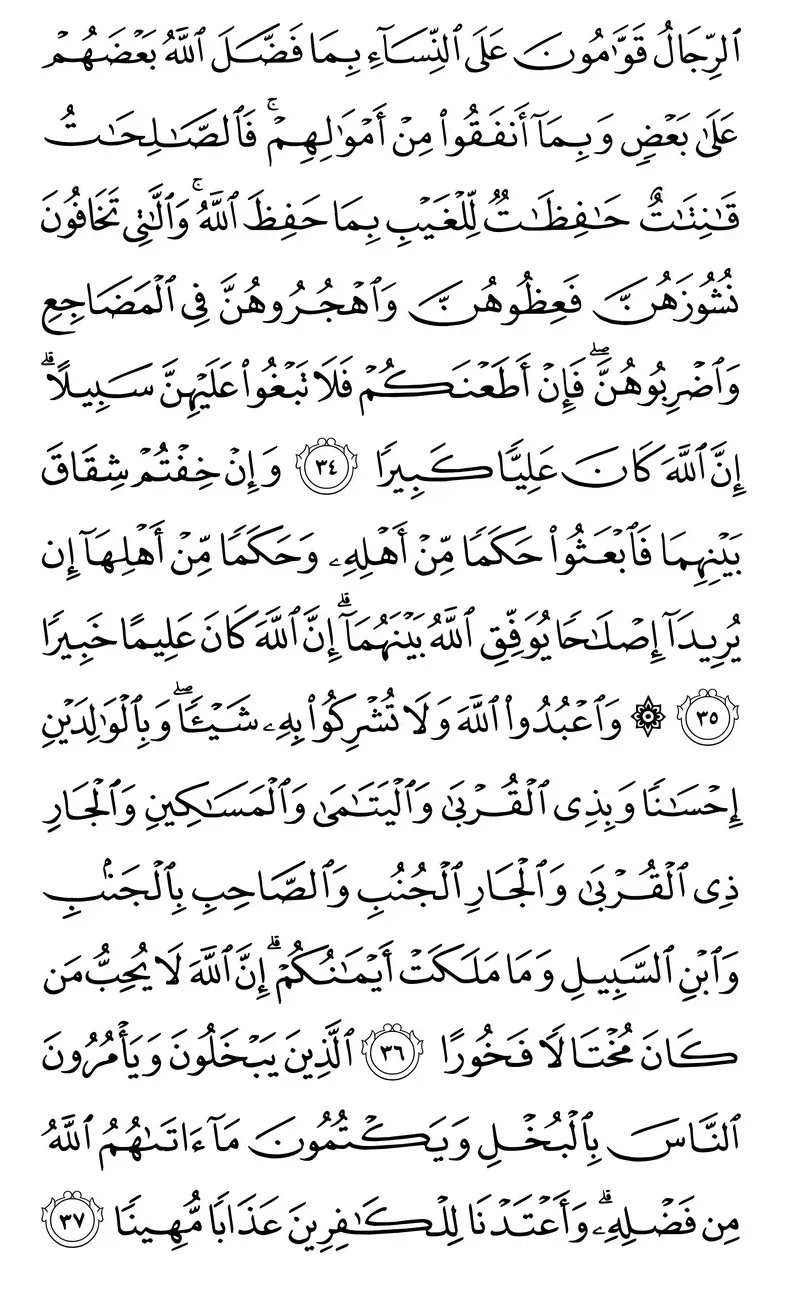 ٱلرِّجَالُ قَوَّٰمُونَ عَلَى ٱلنِّسَآءِ بِمَا فَضَّلَ ٱللَّهُ بَعۡضَهُمۡ
عَلَىٰ بَعۡضٖ وَبِمَآ أَنفَقُواْ مِنۡ أَمۡوَٰلِهِمۡۚ فَٱلصَّٰلِحَٰتُ
قَٰنِتَٰتٌ حَٰفِظَٰتٞ لِّلۡغَيۡبِ بِمَا حَفِظَ ٱللَّهُۚ وَٱلَّٰتِي تَخَافُونَ
نُشُوزَهُنَّ فَعِظُوهُنَّ وَٱهۡجُرُوهُنَّ فِي ٱلۡمَضَاجِعِ
وَٱضۡرِبُوهُنَّۖ فَإِنۡ أَطَعۡنَكُمۡ فَلَا تَبۡغُواْ عَلَيۡهِنَّ سَبِيلًاۗ
إِنَّ ٱللَّهَ كَانَ عَلِيّٗا كَبِيرٗا ٣٤ وَإِنۡ خِفۡتُمۡ شِقَاقَ
بَيۡنِهِمَا فَٱبۡعَثُواْ حَكَمٗا مِّنۡ أَهۡلِهِۦ وَحَكَمٗا مِّنۡ أَهۡلِهَآ إِن
يُرِيدَآ إِصۡلَٰحٗا يُوَفِّقِ ٱللَّهُ بَيۡنَهُمَآۗ إِنَّ ٱللَّهَ كَانَ عَلِيمًا خَبِيرٗا
٣٥ ۞ وَٱعۡبُدُواْ ٱللَّهَ وَلَا تُشۡرِكُواْ بِهِۦ شَيۡـٔٗاۖ وَبِٱلۡوَٰلِدَيۡنِ
إِحۡسَٰنٗا وَبِذِي ٱلۡقُرۡبَىٰ وَٱلۡيَتَٰمَىٰ وَٱلۡمَسَٰكِينِ وَٱلۡجَارِ
ذِي ٱلۡقُرۡبَىٰ وَٱلۡجَارِ ٱلۡجُنُبِ وَٱلصَّاحِبِ بِٱلۡجَنۢبِ
وَٱبۡنِ ٱلسَّبِيلِ وَمَا مَلَكَتۡ أَيۡمَٰنُكُمۡۗ إِنَّ ٱللَّهَ لَا يُحِبُّ مَن
كَانَ مُخۡتَالٗا فَخُورًا ٣٦ ٱلَّذِينَ يَبۡخَلُونَ وَيَأۡمُرُونَ
ٱلنَّاسَ بِٱلۡبُخۡلِ وَيَكۡتُمُونَ مَآ ءَاتَىٰهُمُ ٱللَّهُ
مِن فَضۡلِهِۦۗ وَأَعۡتَدۡنَا لِلۡكَٰفِرِينَ عَذَابٗا مُّهِينٗا ٣٧